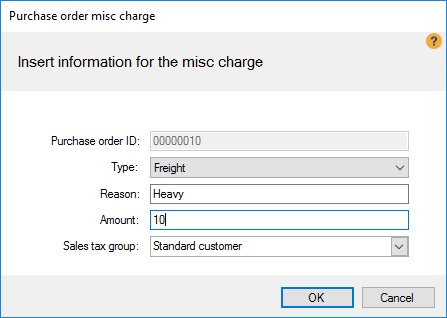 Purchase order misc charge
?
Insert information for the misc charge
Purchase order ID: 00000010
Type: Freight
Reason: Heavy
Amount: 10
Sales tax group: Standard customer
OK Cancel